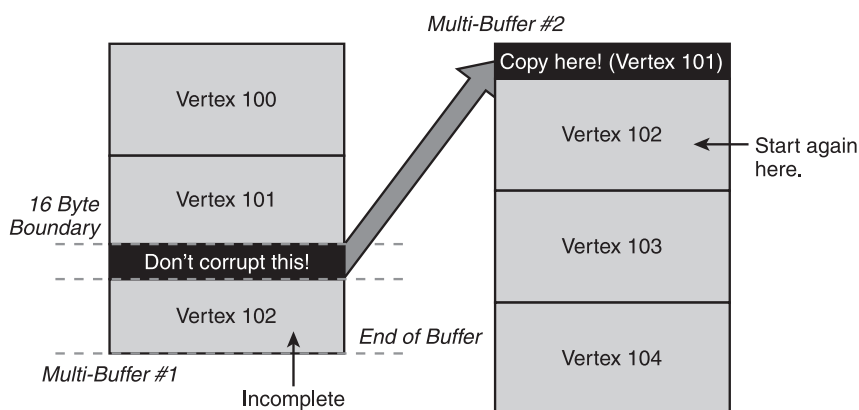 Multi-Buffer #2
Vertex 100
Vertex 101
16 Byte
Boundary
Don't corrupt this!
Vertex 102
End of Buffer
Multi-Buffer #1
Incomplete
Copy here! (Vertex 101)
Vertex 102
Start again
here.
Vertex 103
Vertex 104